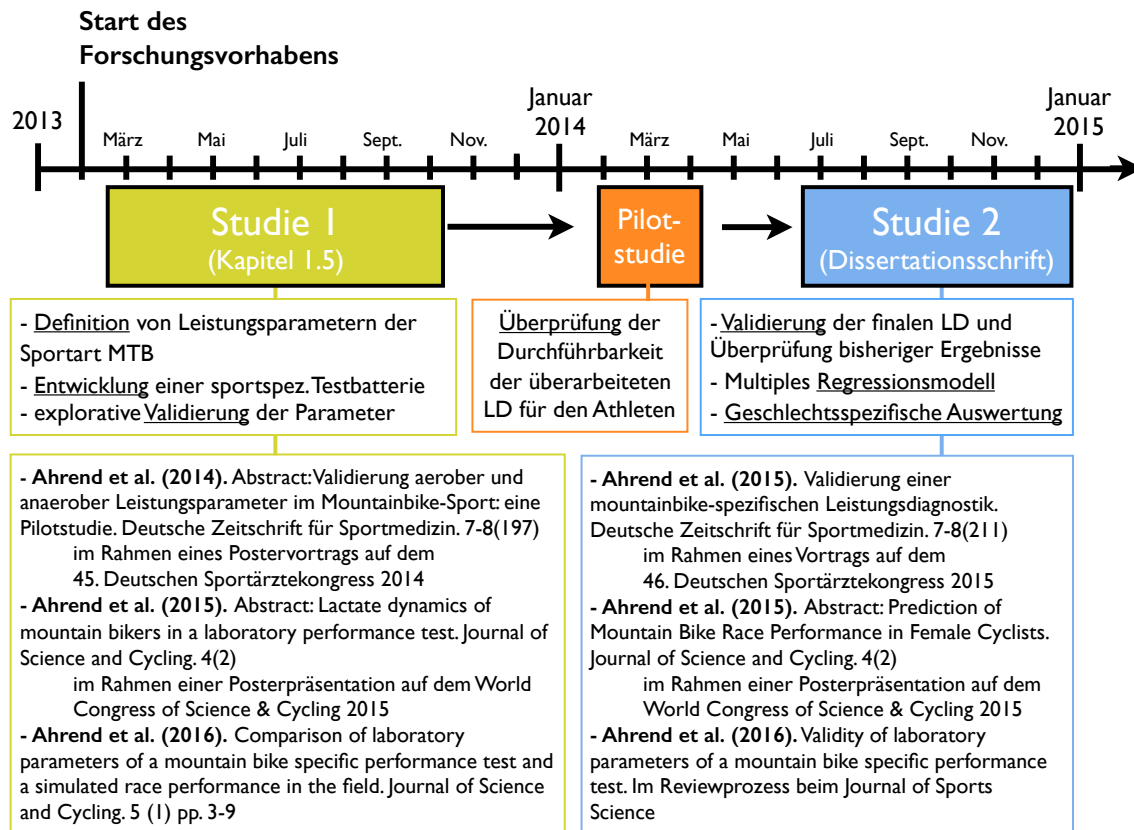 Start des
Forschungsvorhabens
2013
Januar
2014
Januar
2015
März
Mai
Juli
Sept.
Nov.
März
Mai
Juli
Sept.
Nov.
Studie 1
(Kapitel 1.5)
Pilot-
studie
Studie 2
(Dissertationsschrift)
- Definition von Leistungsparametern der
Sportart MTB
- Entwicklung einer sportspez. Testbatterie
- explorative Validierung der Parameter
Überprüfung der
Durchführbarkeit
der überarbeiteten
LD für den Athleten
- Validierung der finalen LD und
Überprüfung bisheriger Ergebnisse
- Multiples Regressionsmodell
- Geschlechtsspezifische Auswertung
- Ahrend et al. (2014). Abstract: Validierung aerober und
anaerober Leistungsparameter im Mountainbike-Sport: eine
Pilotstudie. Deutsche Zeitschrift für Sportmedizin. 7-8(197)
im Rahmen eines Postervortrags auf dem
45. Deutschen Sportärztekongress 2014
- Ahrend et al. (2015). Abstract: Lactate dynamics of
mountain bikers in a laboratory performance test. Journal of
Science and Cycling. 4(2)
im Rahmen einer Posterpräsentation auf dem World
Congress of Science & Cycling 2015
- Ahrend et al. (2016). Comparison of laboratory
parameters of a mountain bike specific performance test and
a simulated race performance in the field. Journal of Science
and Cycling. 5 (1) pp. 3-9
- Ahrend et al. (2015). Validierung einer
mountainbike-spezifischen Leistungsdiagnostik.
Deutsche Zeitschrift für Sportmedizin. 7-8(211)
im Rahmen eines Vortrags auf dem
46. Deutschen Sportärztekongress 2015
- Ahrend et al. (2015). Abstract: Prediction of
Mountain Bike Race Performance in Female Cyclists.
Journal of Science and Cycling. 4(2)
im Rahmen einer Posterpräsentation auf dem
World Congress of Science & Cycling 2015
- Ahrend et al. (2016). Validity of laboratory
parameters of a mountain bike specific performance
test. Im Reviewprozess beim Journal of Sports
Science